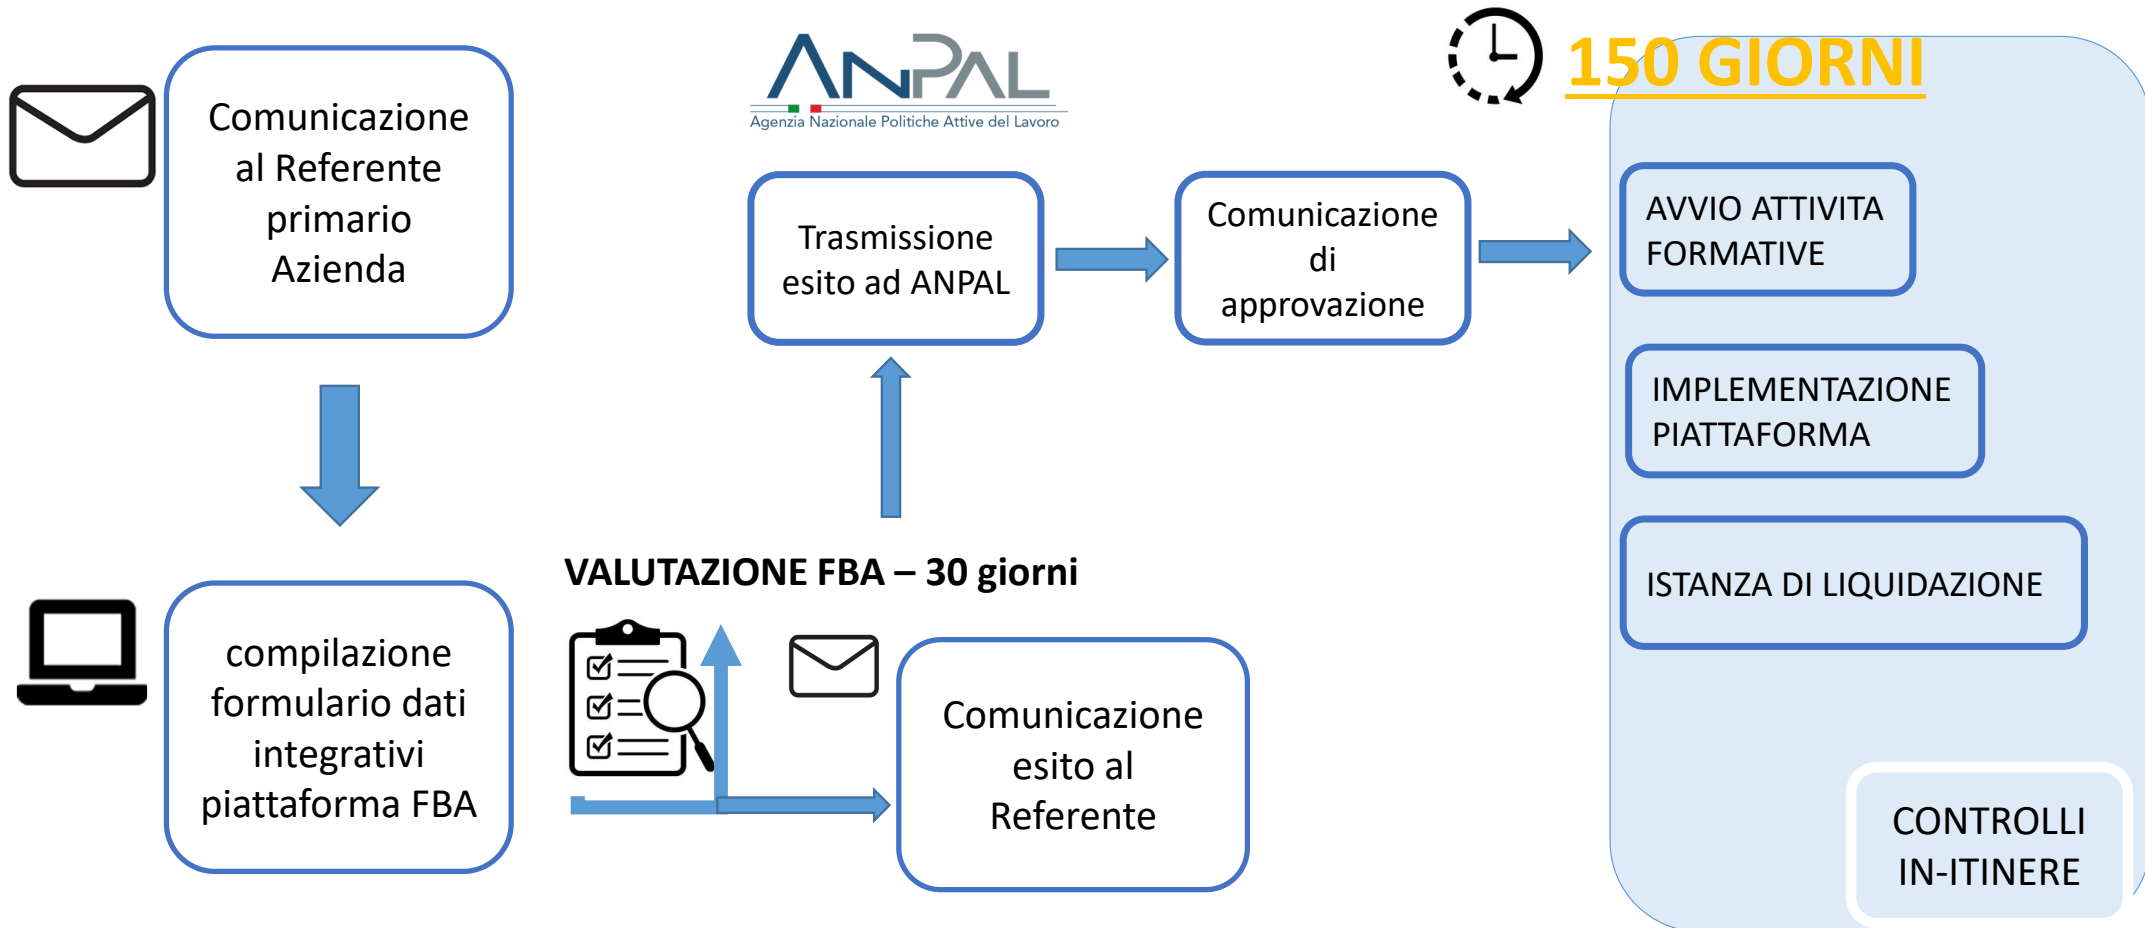 Comunicazione
al Referente
primario
Azienda
compilazione
formulario dati
integrativi
piattaforma FBA
VALUTAZIONE FBA – 30 giorni
Comunicazione
esito al
Referente
ANPAL
Agenzia Nazionale Politiche Attive del Lavoro
Trasmissione
esito ad ANPAL
Comunicazione
di
approvazione
150 GIORNI
AVVIO ATTIVITA
FORMATIVE
IMPLEMENTAZIONE
PIATTAFORMA
ISTANZA DI LIQUIDAZIONE
CONTROLLI
IN-ITINERE